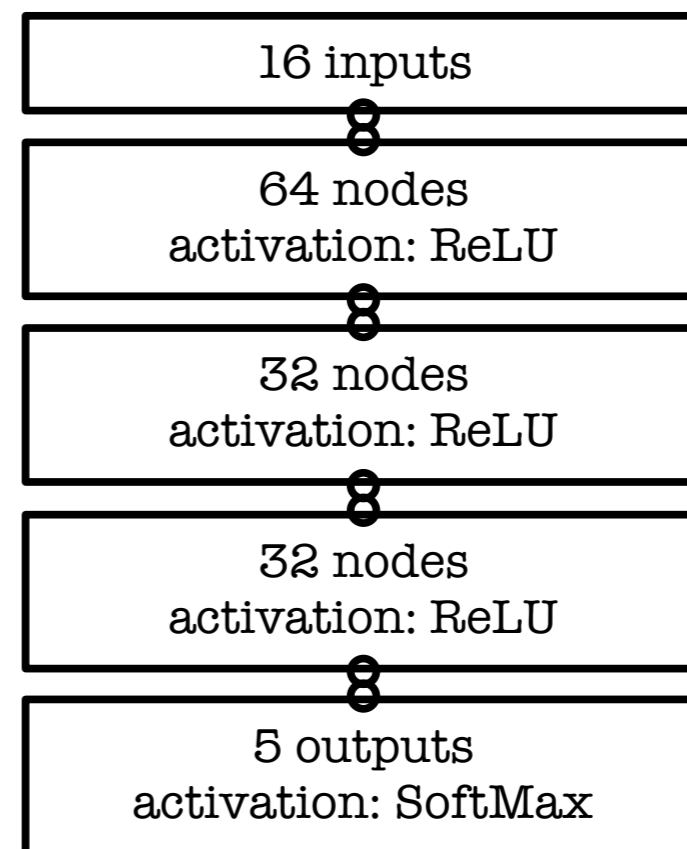 16 inputs
64 nodes
activation: ReLU
32 nodes
activation: ReLU
32 nodes
activation: ReLU
5 outputs
activation: SoftMax